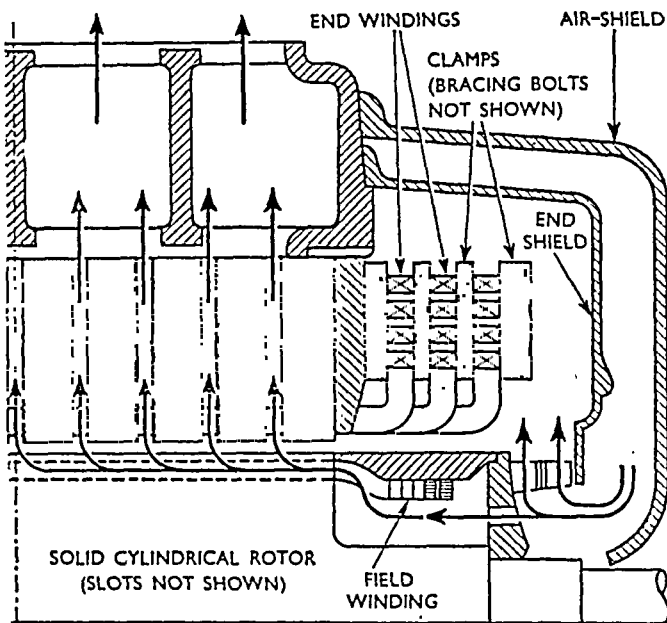 END WINDINGS
AIR-SHIELD
CLAMPS
(BRACING BOLTS
NOT SHOWN)
END
SHIELD
SOLID CYLINDRICAL ROTOR
(SLOTS NOT SHOWN)
FIELD
WINDING